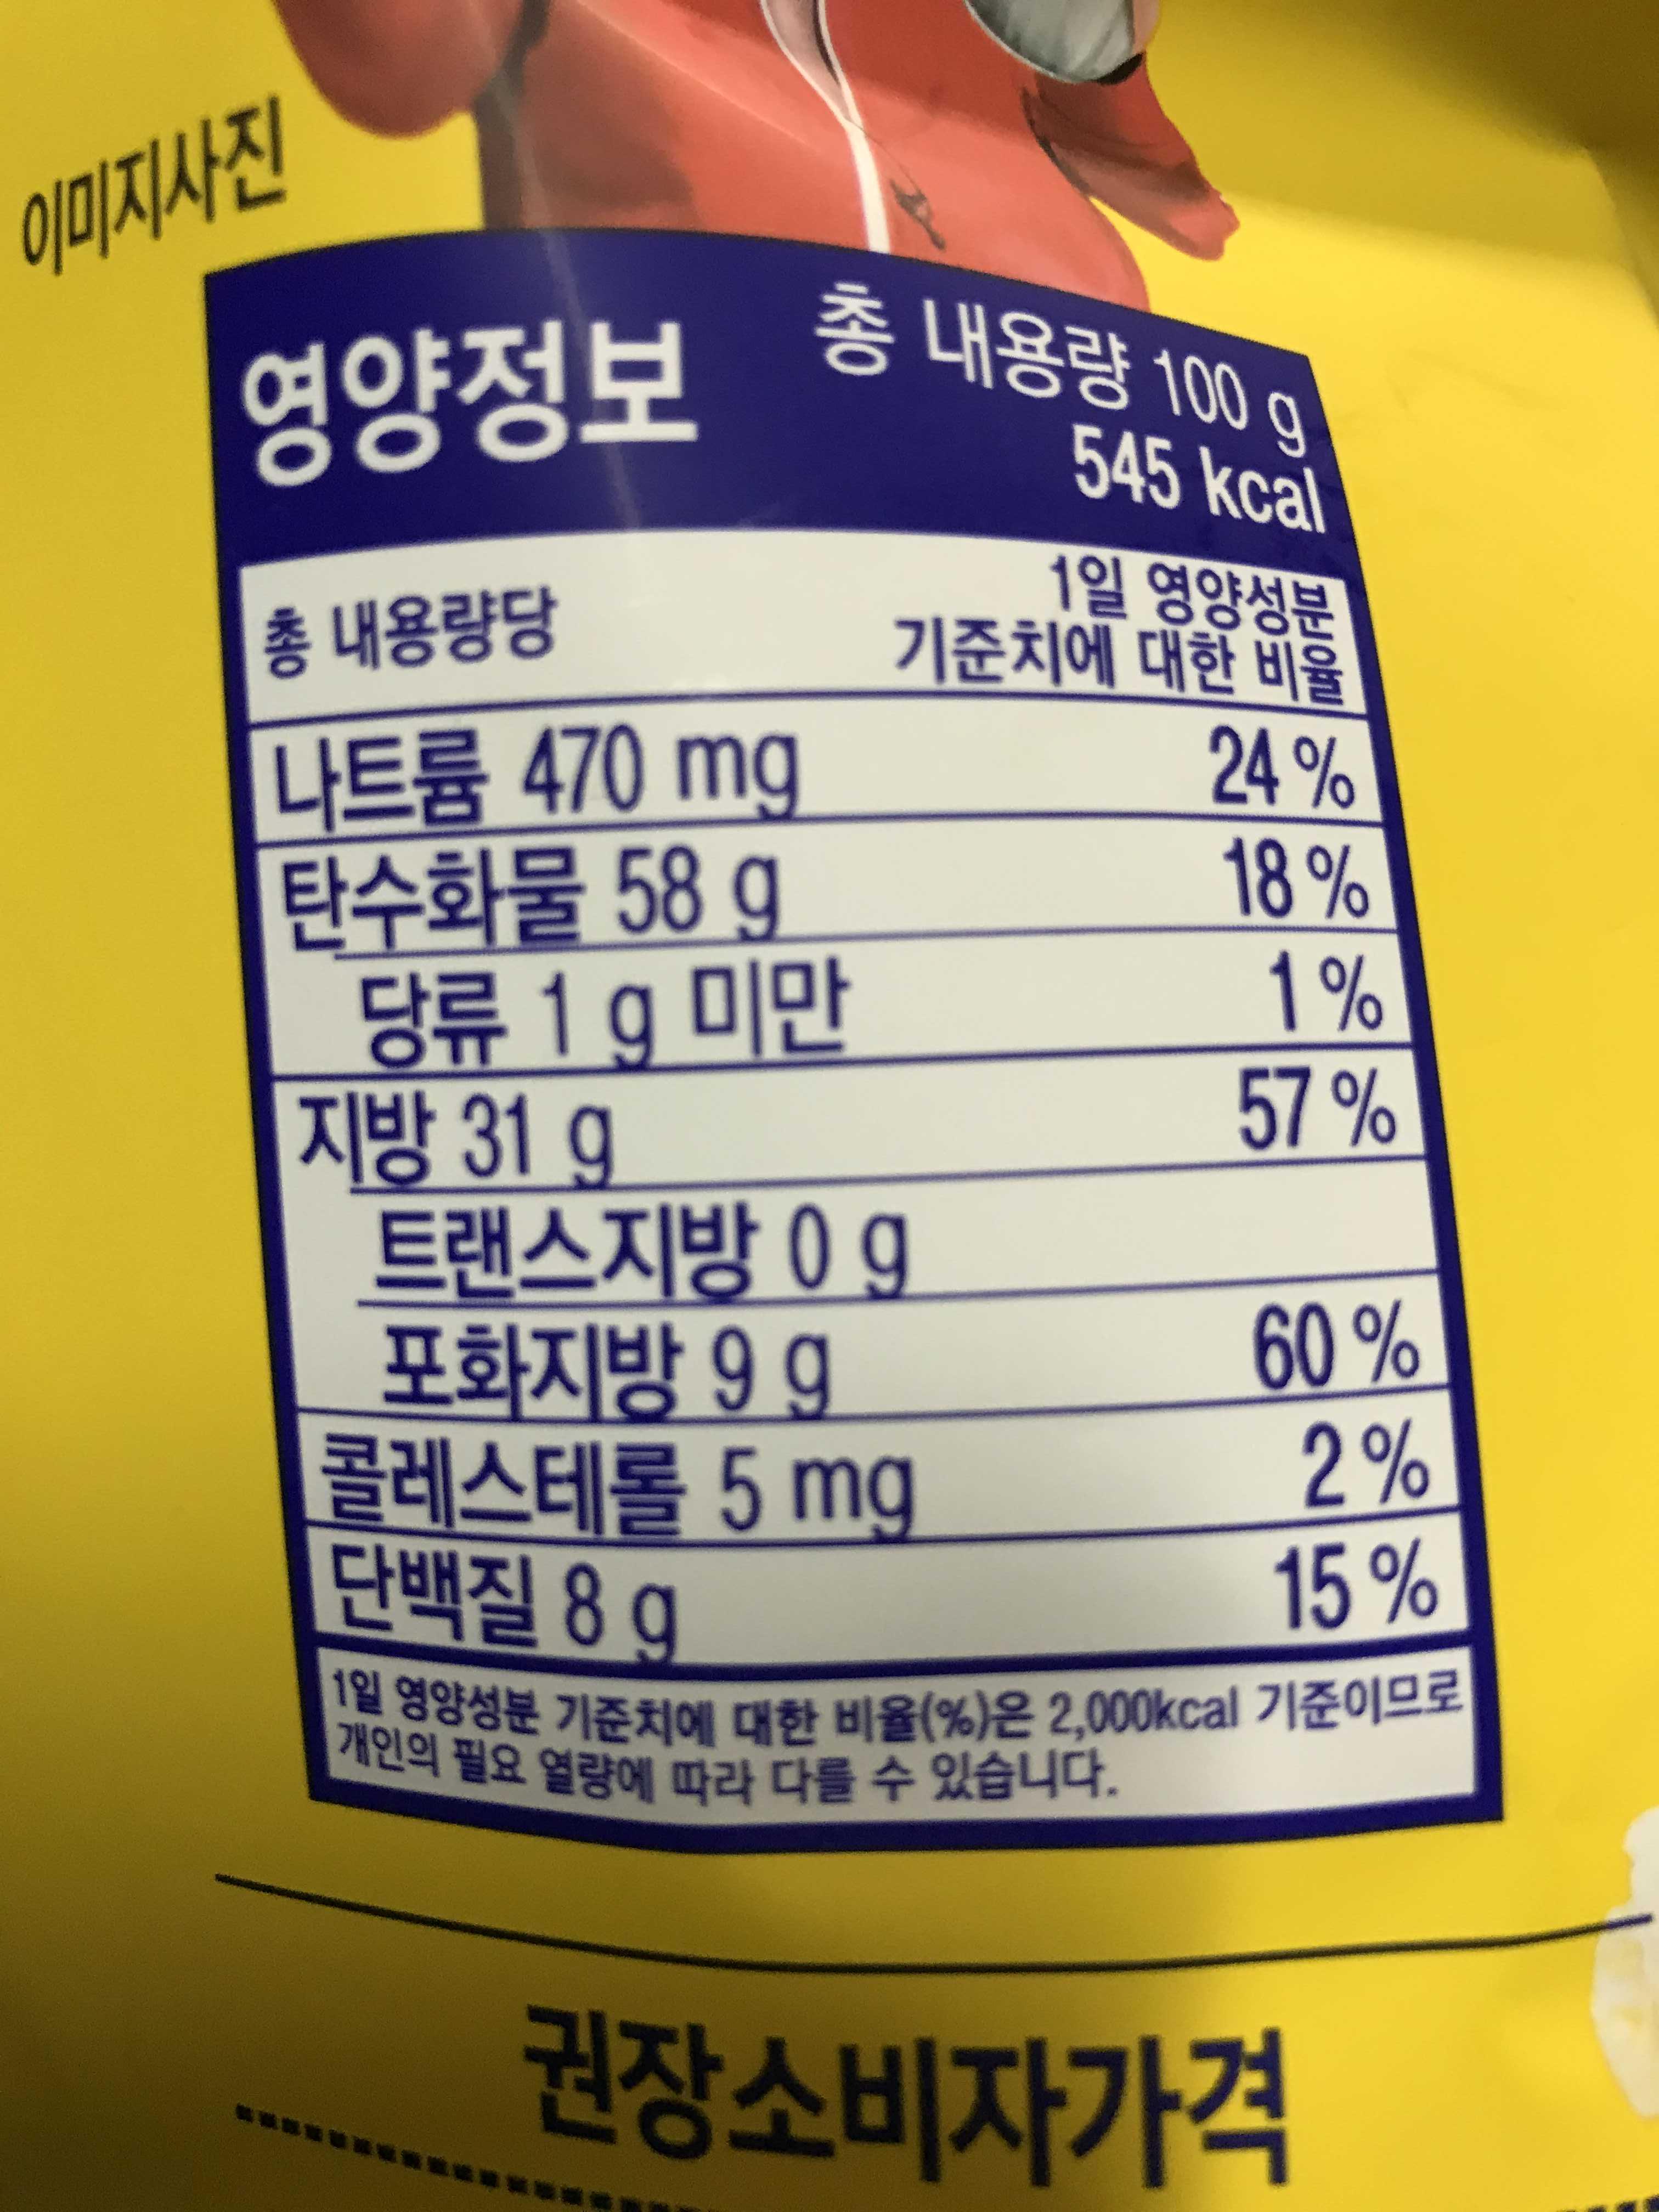 이미지사진
영양정보
총 내용량 100 g
545 kcal
총 내용량당
1일 영양성분
기준치에 대한 비율
나트륨 470 mg 24 %
탄수화물 58 g 18 %
당류 1 g 미만 1 %
지방 31 g 57 %
트랜스지방 0 g
포화지방 9 g 60 %
콜레스테롤 5 mg 2 %
단백질 8 g 15 %
1일 영양성분 기준치에 대한 비율(%)은 2,000kcal 기준이므로
개인의 필요 열량에 따라 다를 수 있습니다.
권장소비자가격